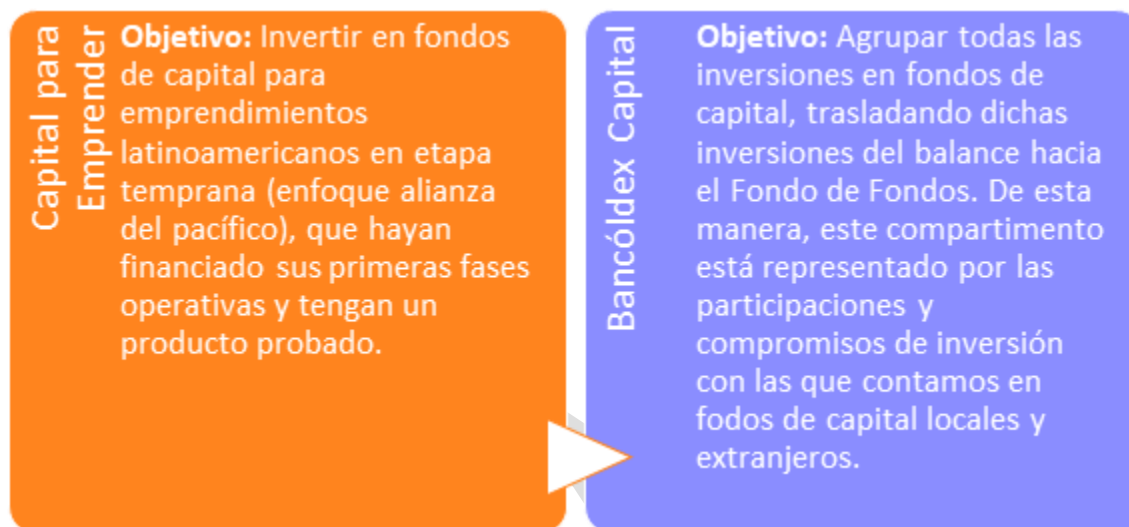 Capital para
Emprender
Objetivo: Invertir en fondos
de capital para
emprendimientos
latinoamericanos en etapa
temprana (enfoque alianza
del pacífico), que hayan
financiado sus primeras fases
operativas y tengan un
producto probado.
Bancóldex Capital
Objetivo: Agrupar todas las
inversiones en fondos de
capital, trasladando dichas
inversiones del balance hacia
el Fondo de Fondos. De esta
manera, este compartimento
está representado por las
participaciones y
compromisos de inversión
con las que contamos en
fodos de capital locales y
extranjeros.